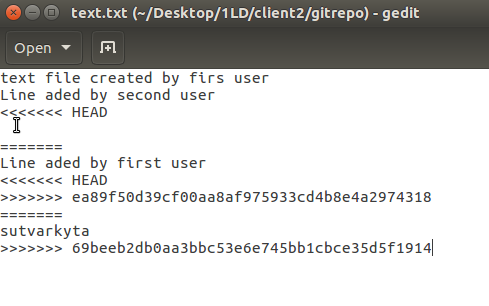 text.txt (~/Desktop/1LD/client2/gitrepo) - gedit
Open
text file created by firs user
Line aded by second user
<<<<<<< HEAD
=======
Line aded by first user
<<<<<<< HEAD
>>>>>>> ea89f50d39cf00aa8af975933cd4b8e4a2974318
=======
sutvarkyta
>>>>>>> 69beeb2db0aa3bbc53e6e745bb1cbce35d5f1914